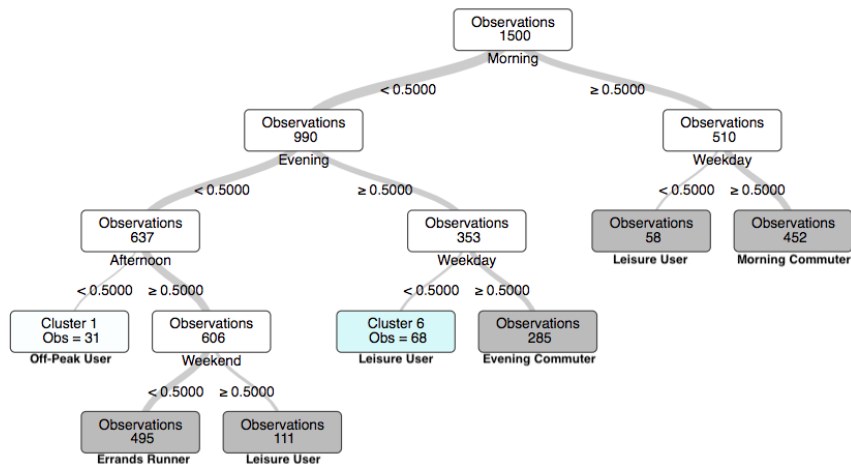 Observations
1500
Morning
< 0.5000
≥ 0.5000
Observations
990
Evening
Observations
510
Weekday
< 0.5000
≥ 0.5000
< 0.5000
≥ 0.5000
Observations
637
Afternoon
Observations
353
Weekday
Observations
58
Leisure User
Observations
452
Morning Commuter
< 0.5000
≥ 0.5000
< 0.5000
≥ 0.5000
Cluster 1
Obs = 31
Off-Peak User
Observations
606
Weekend
Cluster 6
Obs = 68
Leisure User
Observations
285
Evening Commuter
< 0.5000
≥ 0.5000
Observations
495
Errands Runner
Observations
111
Leisure User